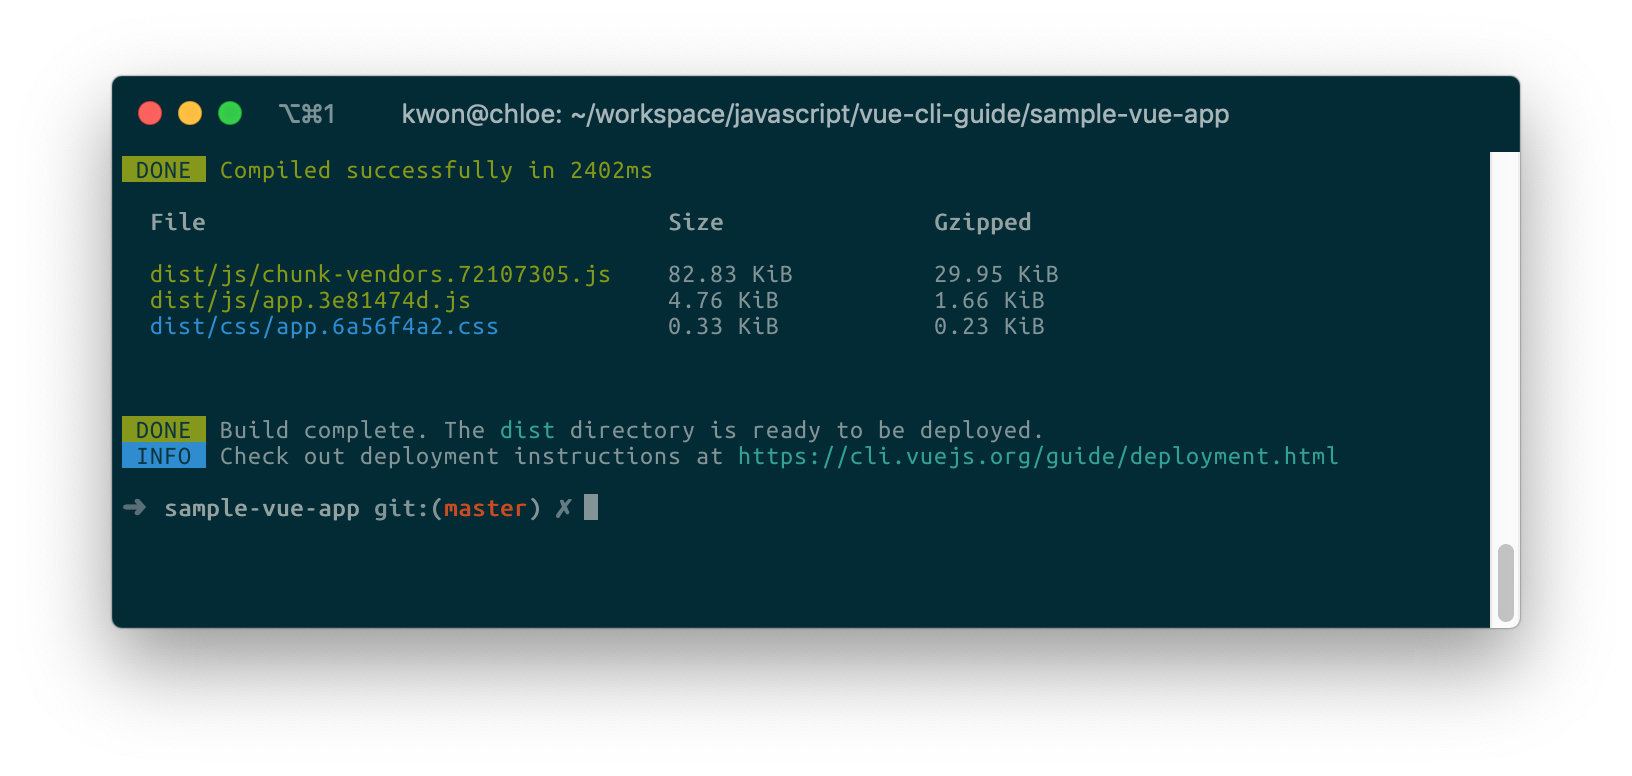 ⌥⌘1 kwon@chloe: ~/workspace/javascript/vue-cli-guide/sample-vue-app
DONE Compiled successfully in 2402ms
File Size Gzipped
dist/js/chunk-vendors.72107305.js 82.83 KiB 29.95 KiB
dist/js/app.3e81474d.js 4.76 KiB 1.66 KiB
dist/css/app.6a56f4a2.css 0.33 KiB 0.23 KiB
DONE Build complete. The dist directory is ready to be deployed.
INFO Check out deployment instructions at https://cli.vuejs.org/guide/deployment.html
➜ sample-vue-app git:(master) ✗